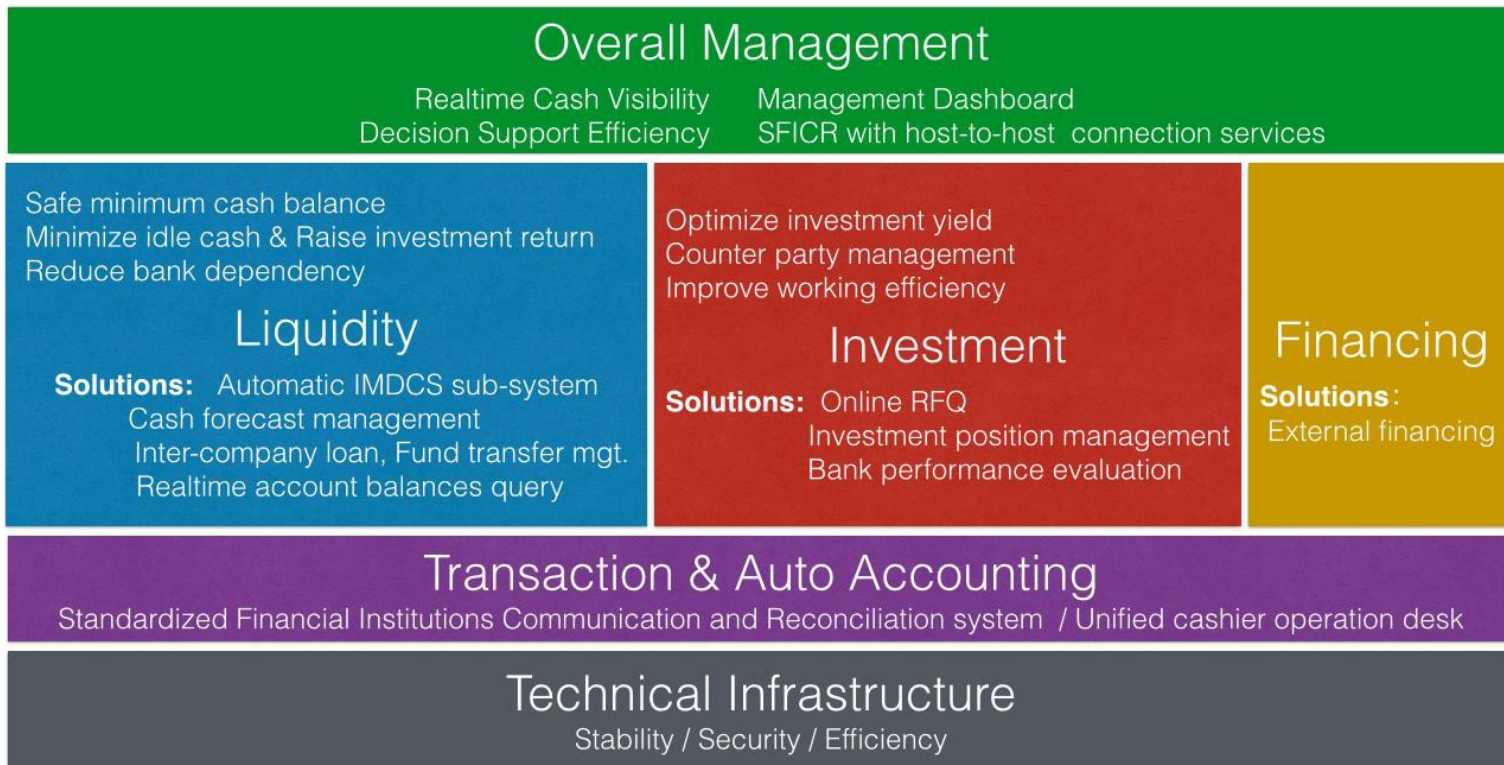 Overall Management
Realtime Cash Visibility Management Dashboard
Decision Support Efficiency SFICR with host-to-host connection services
Safe minimum cash balance
Minimize idle cash & Raise investment return
Reduce bank dependency
Liquidity
Solutions: Automatic IMDCS sub-system
Cash forecast management
Inter-company loan, Fund transfer mgt.
Realtime account balances query
Optimize investment yield
Counter party management
Improve working efficiency
Investment
Solutions: Online RFQ
Investment position management
Bank performance evaluation
Financing
Solutions:
External financing
Transaction & Auto Accounting
Standardized Financial Institutions Communication and Reconciliation system / Unified cashier operation desk
Technical Infrastructure
Stability / Security / Efficiency